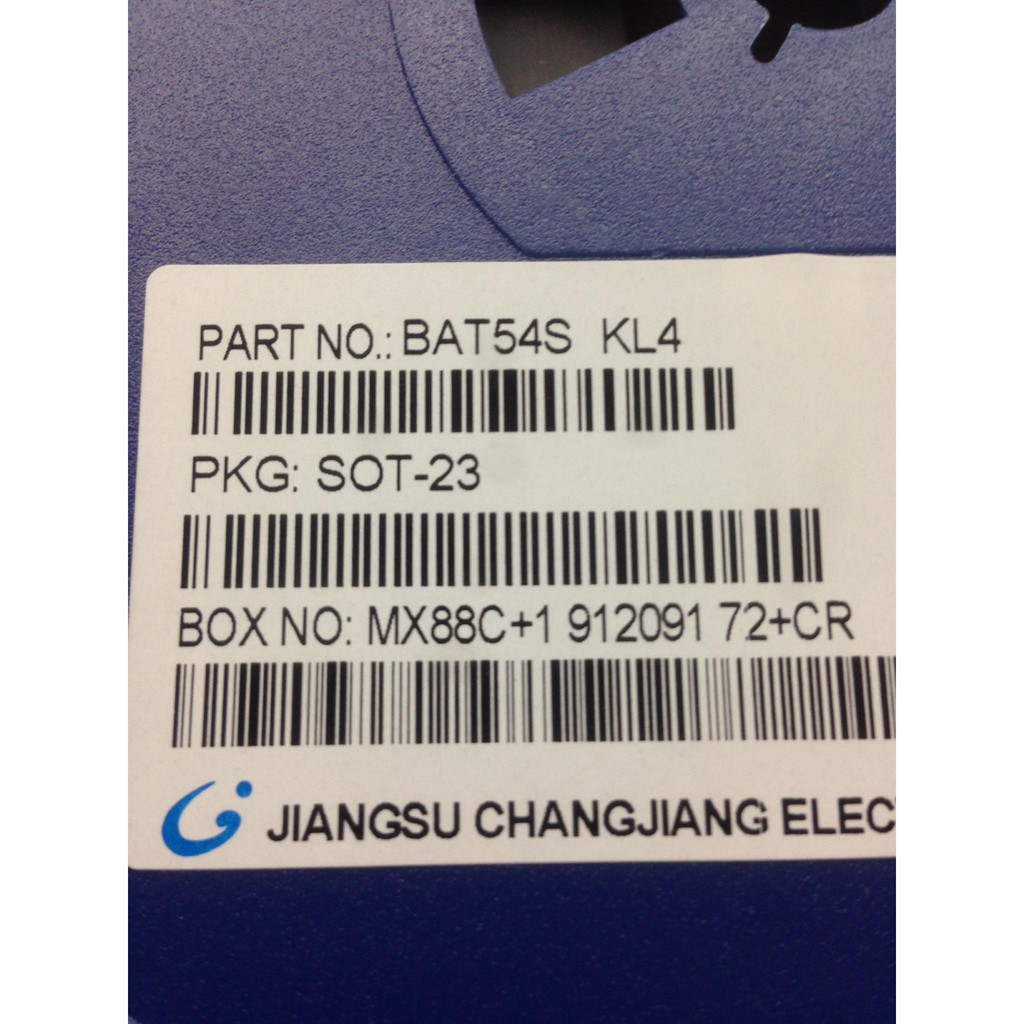 PART NO.: BAT54S KL4
PKG: SOT-23
BOX NO: MX88C+1 912091 72+CR
JIANGSU CHANGJIANG ELEC